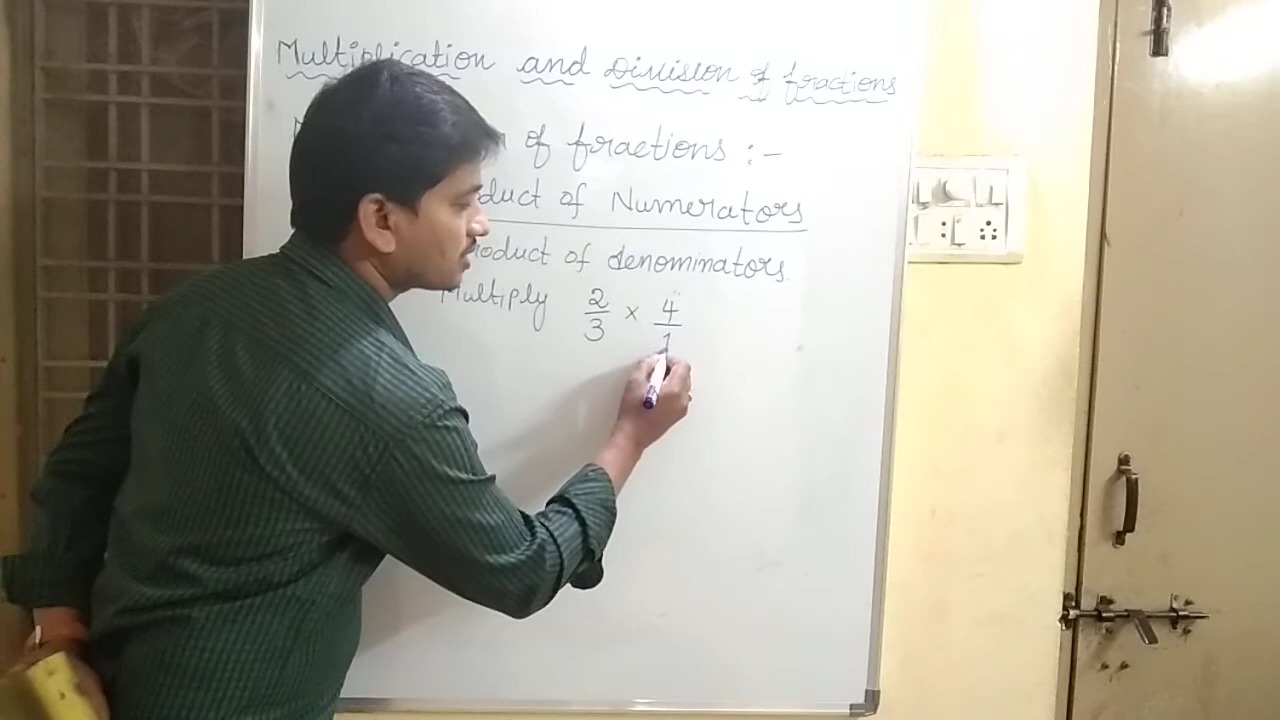 Multiplication and Division of fractions
of fractions :-
duct of Numerators
roduct of denominators.
Multiply 2/3 × 4/1